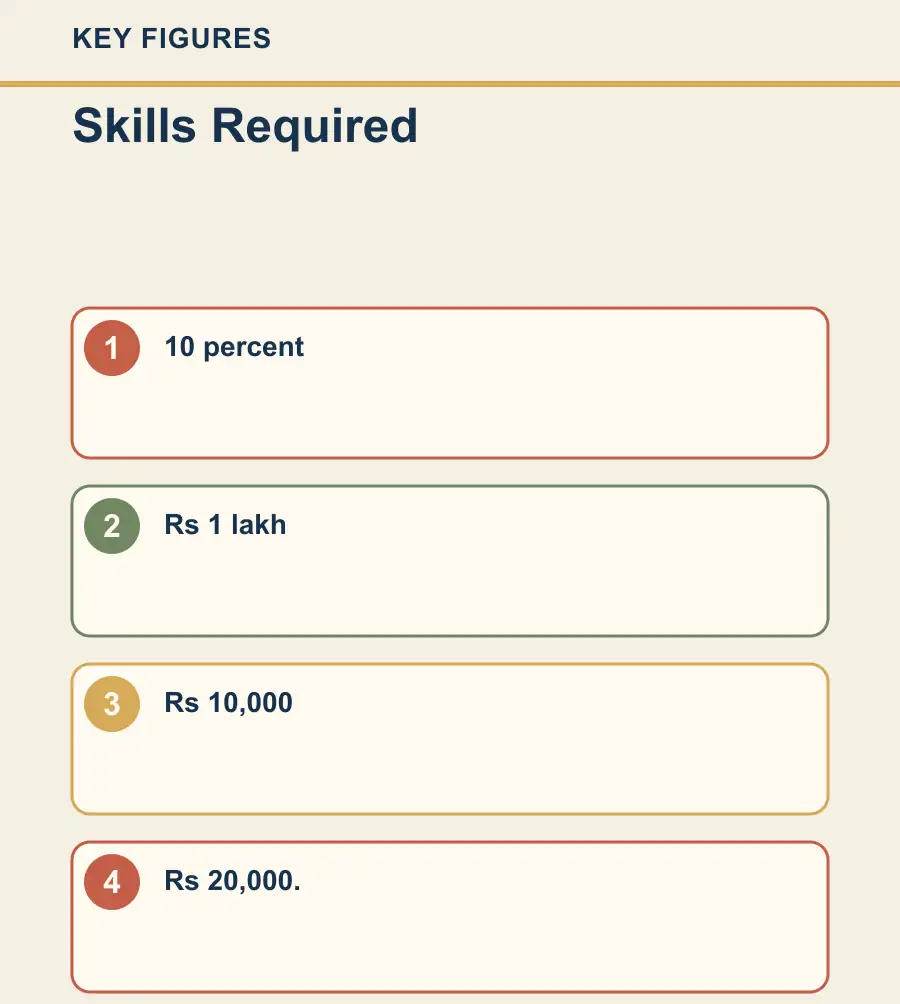 KEY FIGURES
Skills Required
1 10 percent
2 Rs 1 lakh
3 Rs 10,000
4 Rs 20,000.